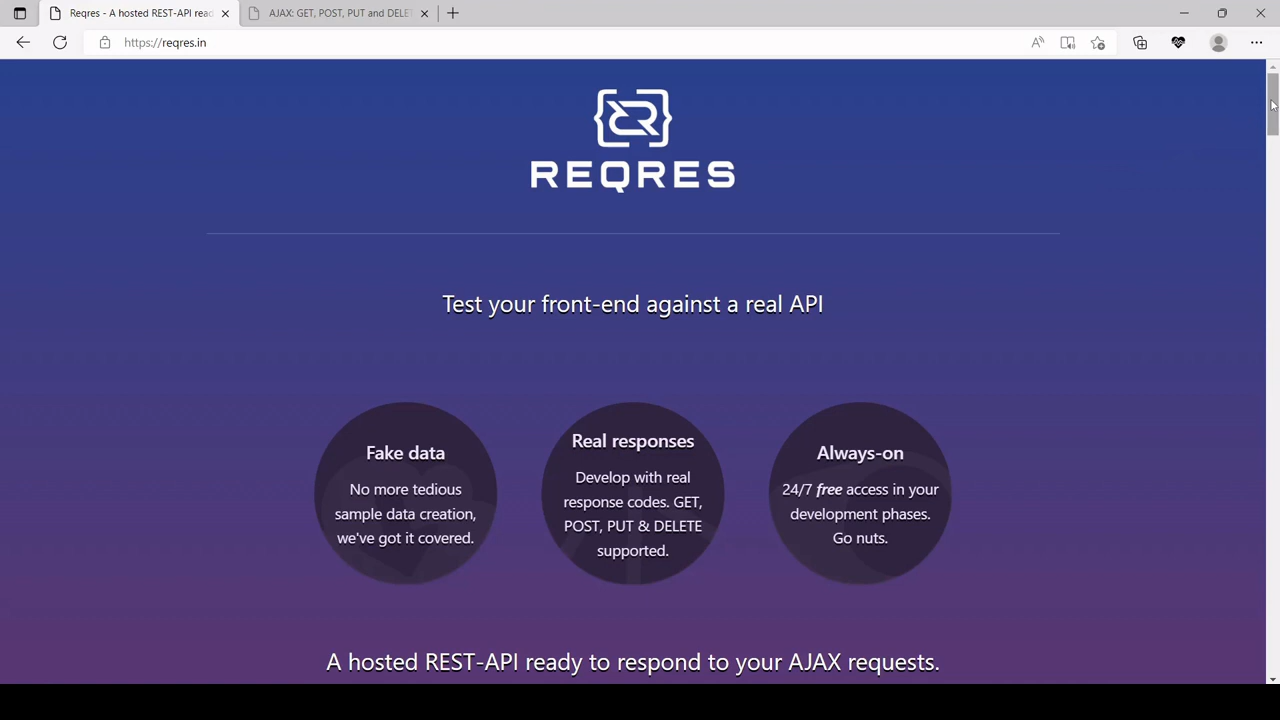 Reqres - A hosted REST-API read
AJAX: GET, POST, PUT and DELET
https://reqres.in
REQRES
Test your front-end against a real API
Fake data
No more tedious
sample data creation,
we've got it covered.
Real responses
Develop with real
response codes. GET,
POST, PUT & DELETE
supported.
Always-on
24/7 free access in your
development phases.
Go nuts.
A hosted REST-API ready to respond to your AJAX requests.